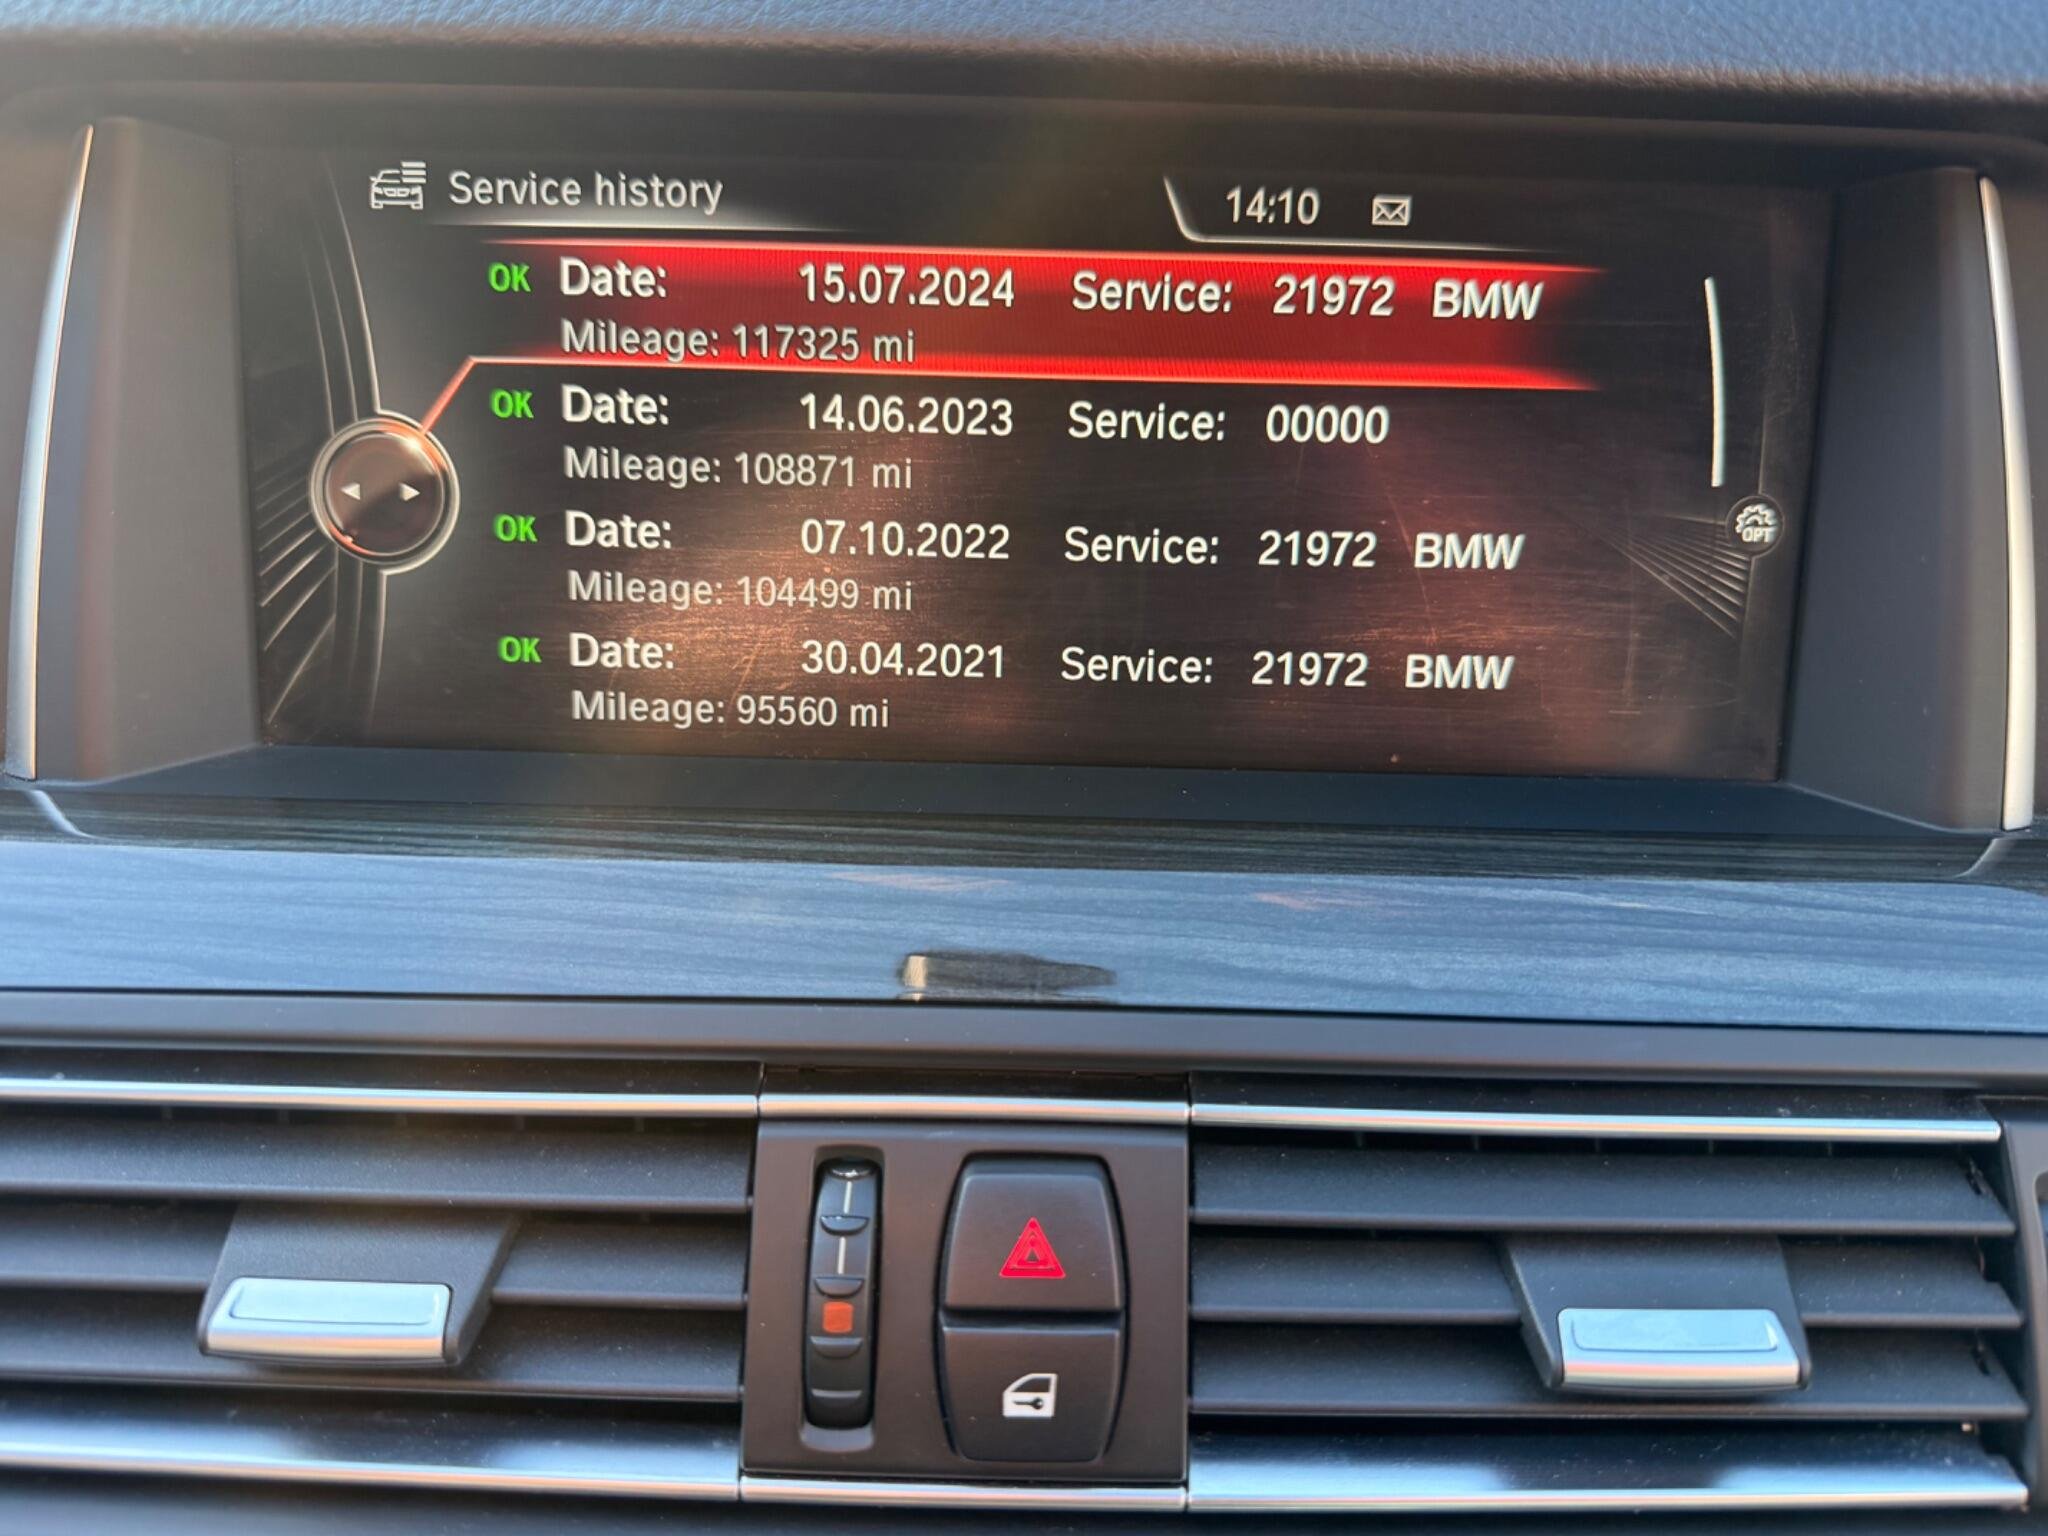 Service history 14:10
OK Date: 15.07.2024 Service: 21972 BMW
Mileage: 117325 mi
OK Date: 14.06.2023 Service: 00000
Mileage: 108871 mi
OK Date: 07.10.2022 Service: 21972 BMW
Mileage: 104499 mi
OPT
OK Date: 30.04.2021 Service: 21972 BMW
Mileage: 95560 mi